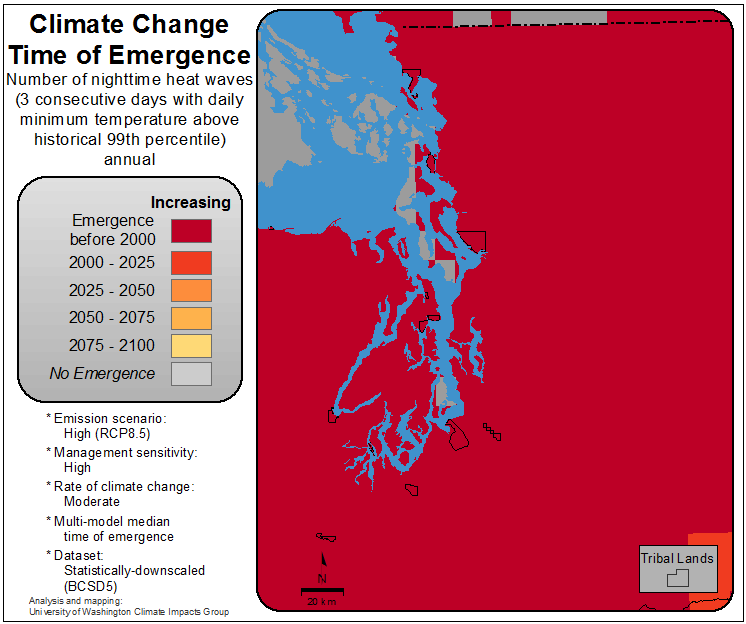 Climate Change
Time of Emergence
Number of nighttime heat waves
(3 consecutive days with daily
minimum temperature above
historical 99th percentile)
annual
Increasing
Emergence
before 2000
2000 - 2025
2025 - 2050
2050 - 2075
2075 - 2100
No Emergence
* Emission scenario:
High (RCP8.5)
* Management sensitivity:
High
* Rate of climate change:
Moderate
* Multi-model median
time of emergence
* Dataset:
Statistically-downscaled
(BCSD5)
Analysis and mapping:
University of Washington Climate Impacts Group
N
20 km
Tribal Lands